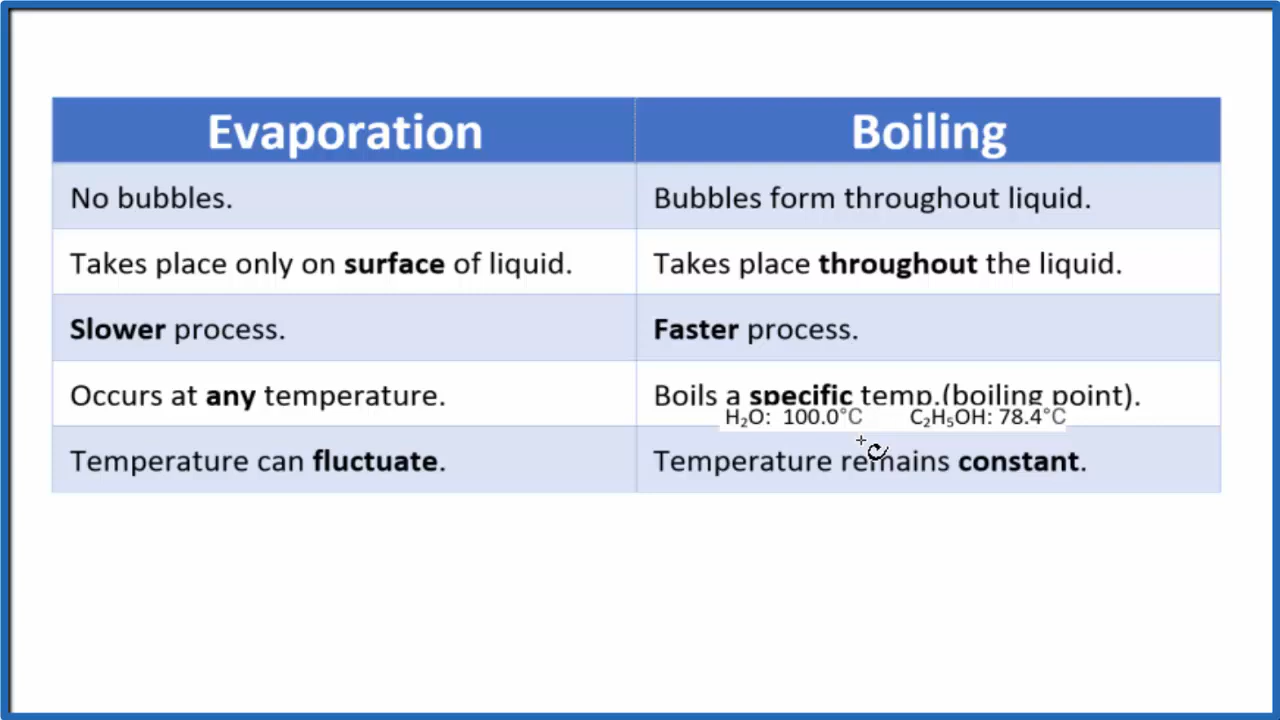 Evaporation Boiling
No bubbles. Bubbles form throughout liquid.
Takes place only on surface of liquid. Takes place throughout the liquid.
Slower process. Faster process.
Occurs at any temperature. Boils a specific temp.(boiling point).
H₂O: 100.0°C C₂H₅OH: 78.4°C
Temperature can fluctuate. Temperature remains constant.